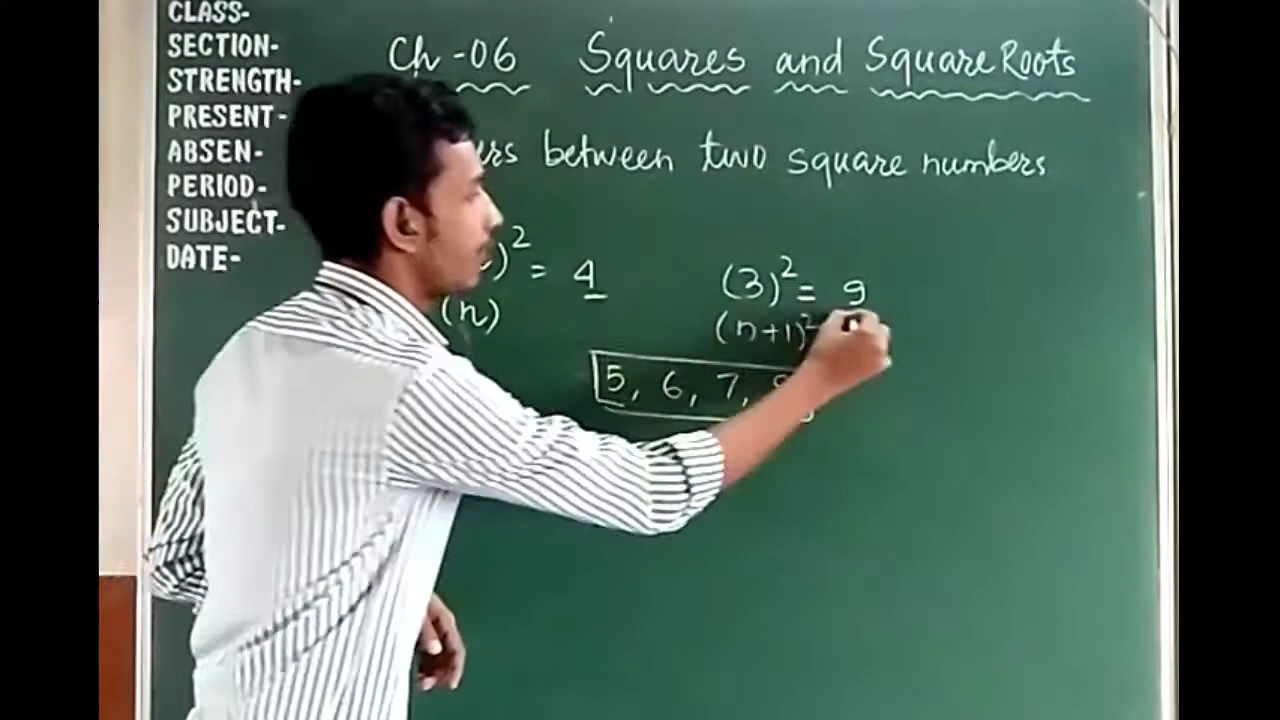 CLASS-
SECTION-
STRENGTH-
PRESENT-
ABSEN-
PERIOD-
SUBJECT-
DATE-
Ch-06 Squares and Square Roots
between two square numbers
)² = 4
(3)² = 9
(n)
(n+1)²
5, 6, 7,